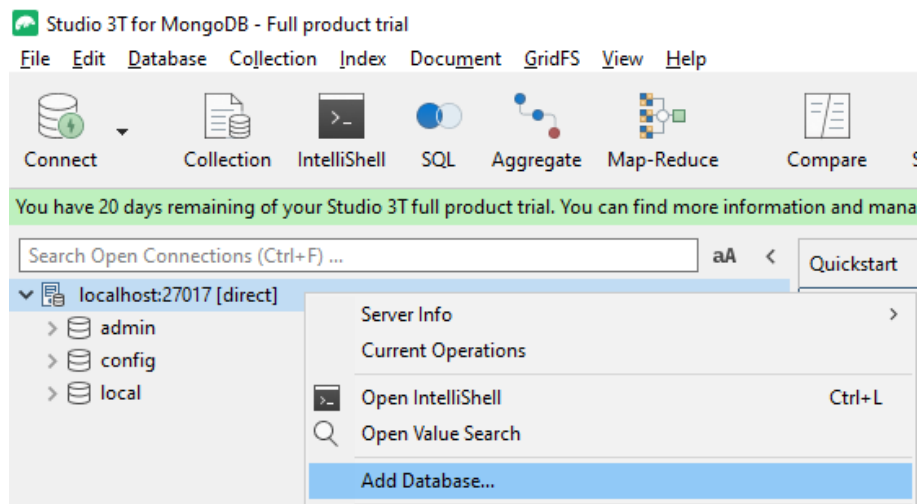 Studio 3T for MongoDB - Full product trial
File Edit Database Collection Index Document GridFS View Help
Connect Collection IntelliShell SQL Aggregate Map-Reduce Compare
You have 20 days remaining of your Studio 3T full product trial. You can find more information and mana
Search Open Connections (Ctrl+F) ... aA Quickstart
localhost:27017 [direct]
Server Info
admin
Current Operations
config
local
Open IntelliShell Ctrl+L
Open Value Search
Add Database...